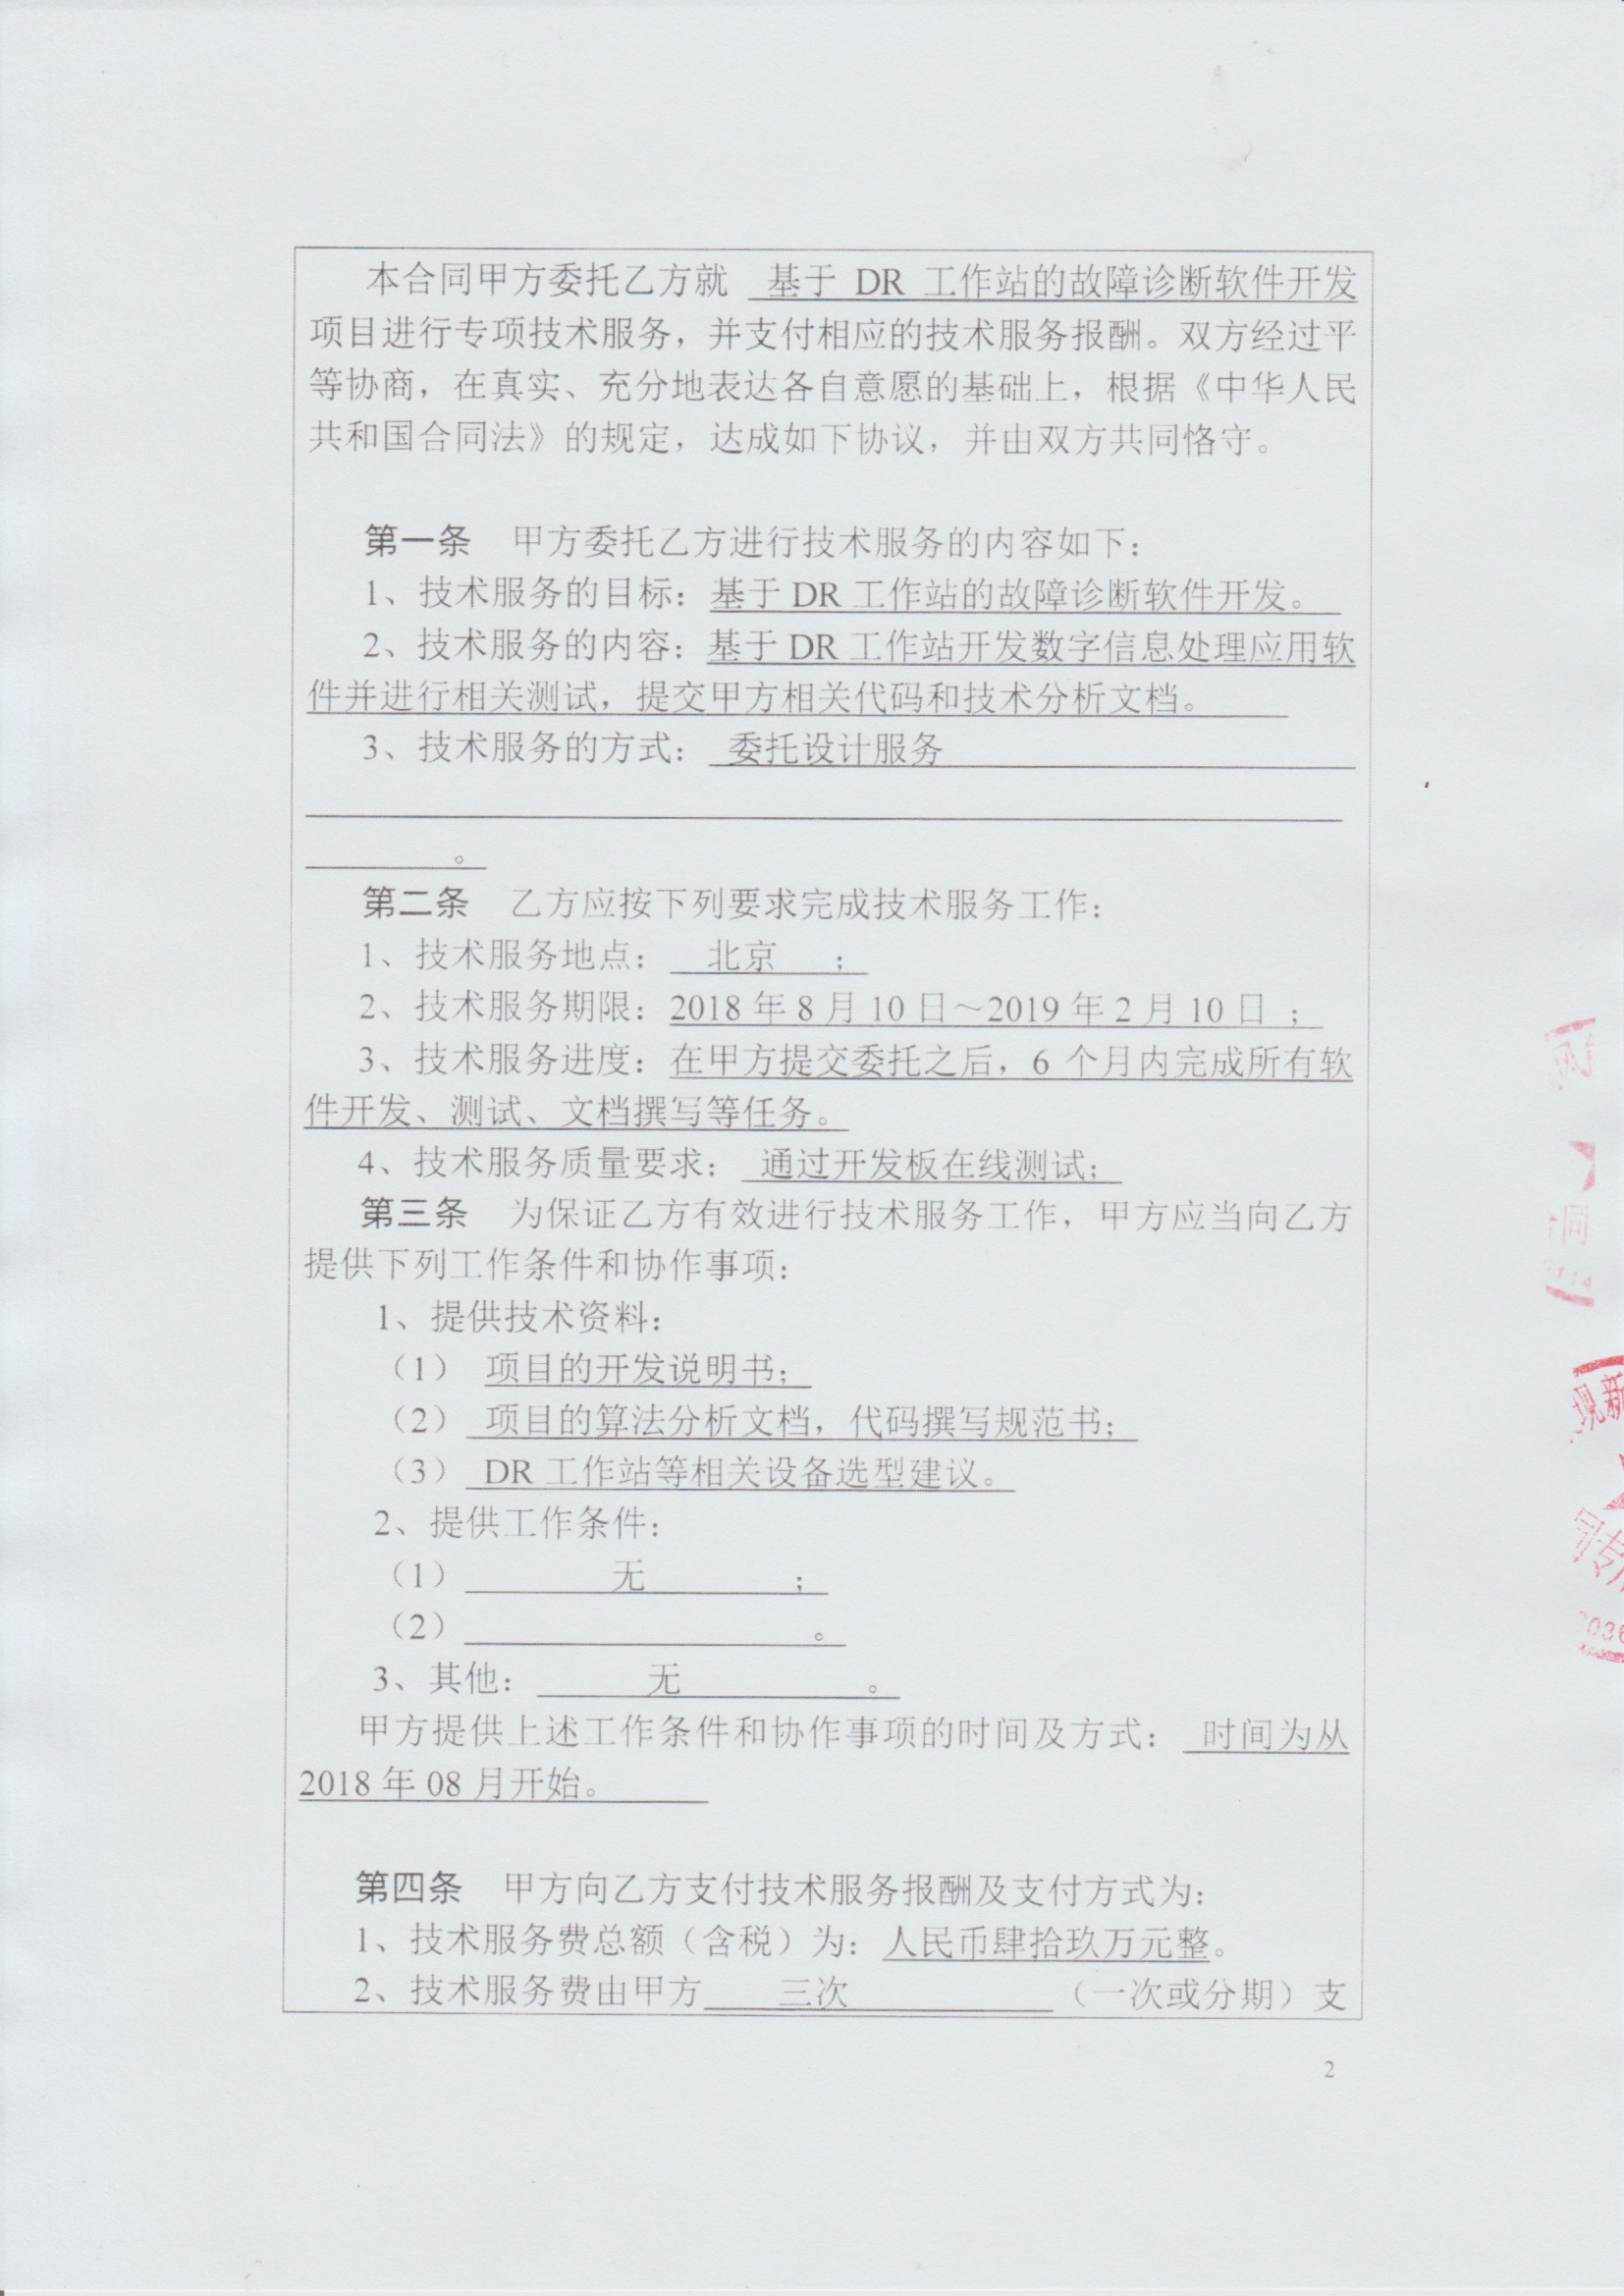 本合同甲方委托乙方就 基于 DR 工作站的故障诊断软件开发
项目进行专项技术服务，并支付相应的技术服务报酬。双方经过平
等协商，在真实、充分地表达各自意愿的基础上，根据《中华人民
共和国合同法》的规定，达成如下协议，并由双方共同恪守。
第一条 甲方委托乙方进行技术服务的内容如下：
1、技术服务的目标：基于 DR 工作站的故障诊断软件开发。
2、技术服务的内容：基于 DR 工作站开发数字信息处理应用软
件并进行相关测试，提交甲方相关代码和技术分析文档。
3、技术服务的方式： 委托设计服务
。
第二条 乙方应按下列要求完成技术服务工作：
1、技术服务地点： 北京 ；
2、技术服务期限：2018 年 8 月 10 日～2019 年 2 月 10 日 ；
3、技术服务进度：在甲方提交委托之后，6 个月内完成所有软
件开发、测试、文档撰写等任务。
4、技术服务质量要求： 通过开发板在线测试；
第三条 为保证乙方有效进行技术服务工作，甲方应当向乙方
提供下列工作条件和协作事项：
1、提供技术资料：
（1） 项目的开发说明书；
（2） 项目的算法分析文档，代码撰写规范书；
（3） DR 工作站等相关设备选型建议。
2、提供工作条件：
（1） 无 ；
（2） 。
3、其他： 无 。
甲方提供上述工作条件和协作事项的时间及方式： 时间为从
2018 年 08 月开始。
第四条 甲方向乙方支付技术服务报酬及支付方式为：
1、技术服务费总额（含税）为：人民币肆拾玖万元整。
2、技术服务费由甲方 三次 （一次或分期）支
2
同
114
现新
专
036